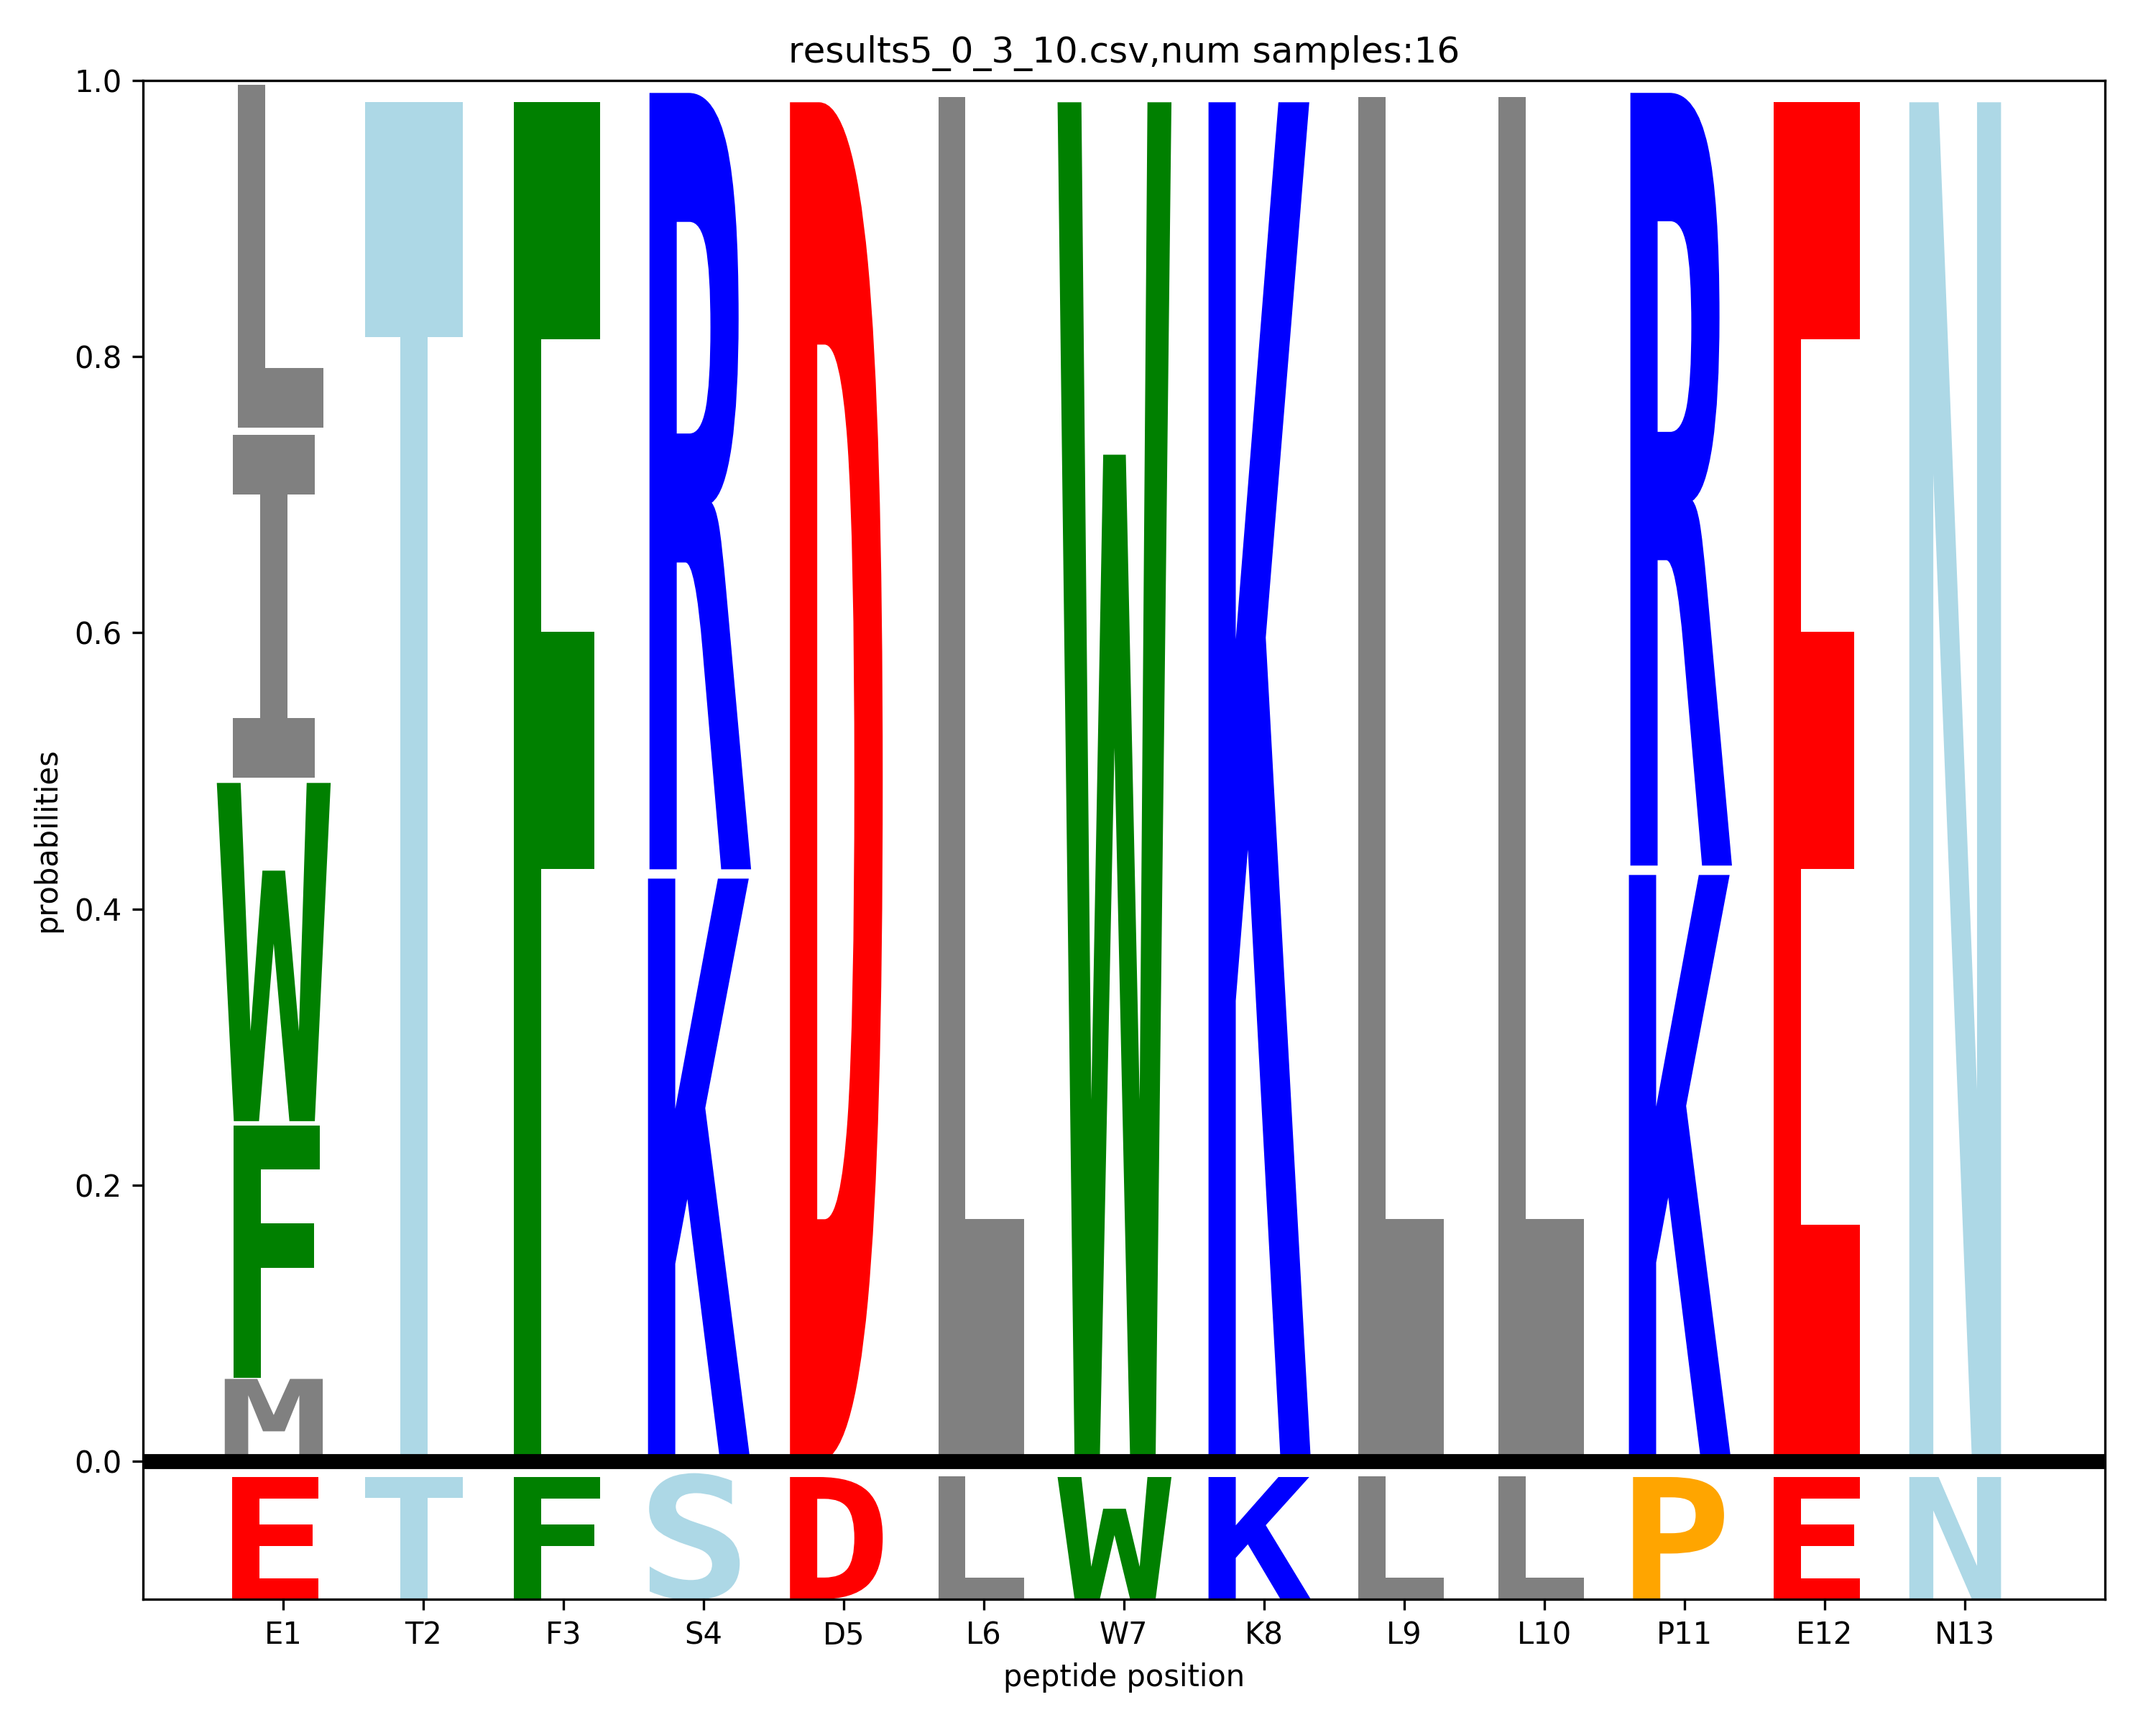 results5_0_3_10.csv,num samples:16
1.0
0.8
0.6
0.4
0.2
0.0
probabilities
L T F R D L W K L L R E N
I
W K K
F
M
E T F S D L W K L L P E N
E1 T2 F3 S4 D5 L6 W7 K8 L9 L10 P11 E12 N13
peptide position